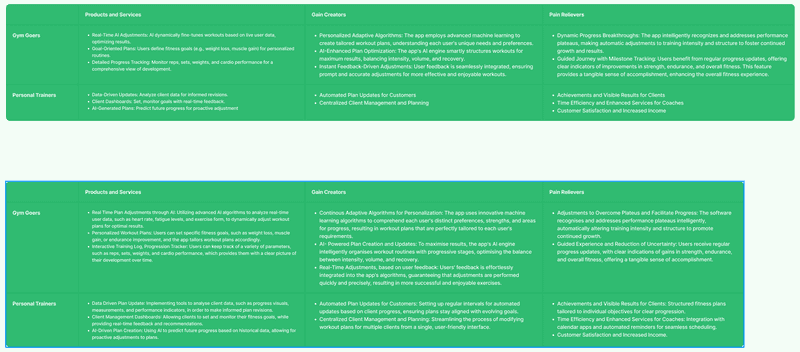 Products and Services
Gain Creators
Pain Relievers
Gym Goers
Real-Time AI Adjustments: AI dynamically fine-tunes workouts based on live user data,
optimizing results.
Goal-Oriented Plans: Users define fitness goals (e.g., weight loss, muscle gain) for personalized
routines.
Detailed Progress Tracking: Monitor reps, sets, weights, and cardio performance for a
comprehensive view of development.
Personalized Adaptive Algorithms: The app employs advanced machine learning to
create tailored workout plans, understanding each user's unique needs and preferences.
AI-Enhanced Plan Optimization: The app's AI engine smartly structures workouts for
maximum results, balancing intensity, volume, and recovery.
Instant Feedback-Driven Adjustments: User feedback is seamlessly integrated, ensuring
prompt and accurate adjustments for more effective and enjoyable workouts.
Dynamic Progress Breakthroughs: The app intelligently recognizes and addresses performance
plateaus, making automatic adjustments to training intensity and structure to foster continued
growth and results.
Guided Journey with Milestone Tracking: Users benefit from regular progress updates, offering
clear indicators of improvements in strength, endurance, and overall fitness. This feature
provides a tangible sense of accomplishment, enhancing the overall fitness experience.
Personal Trainers
Data-Driven Updates: Analyze client data for informed revisions.
Client Dashboards: Set, monitor goals with real-time feedback.
AI-Generated Plans: Predict future progress for proactive adjustment
Automated Plan Updates for Customers
Centralized Client Management and Planning
Achievements and Visible Results for Clients
Time Efficiency and Enhanced Services for Coaches
Customer Satisfaction and Increased Income
Products and Services
Gain Creators
Pain Relievers
Gym Goers
Real Time Plan Adjustments through AI: Utilizing advanced AI algorithms to analyze real-time
user data, such as heart rate, fatigue levels, and exercise form, to dynamically adjust workout
plans for optimal results.
Personalized Workout Plans: Users can set specific fitness goals, such as weight loss, muscle
gain, or endurance improvement, and the app tailors workout plans accordingly.
Interactive Training Log, Progression Tracker: Users can keep track of a variety of parameters,
such as reps, sets, weights, and cardio performance, which provides them with a clear picture
of their development over time.
Continous Adaptive Algorithms for Personalization: The app uses innovative machine
learning algorithms to comprehend each user's distinct preferences, strengths, and areas
for progress, resulting in workout plans that are perfectly tailored to each user's
requirements.
AI- Powered Plan Creation and Updates: To maximise results, the app's AI engine
intelligently organises workout routines with progressive stages, optimising the balance
between intensity, volume, and recovery.
Real-Time Adjustments, based on user feedback: Users' feedback is effortlessly
integrated into the app's algorithms, guaranteeing that adjustments are performed
quickly and precisely, resulting in more successful and enjoyable exercises.
Adjustments to Overcome Plateus and Facilitate Progress: The software
recognises and addresses performance plateaus intelligently,
automatically altering training intensity and structure to promote
continued growth.
Guided Experience and Reduction of Uncertainty: Users receive regular
progress updates, with clear indications of gains in strength, endurance,
and overall fitness, offering a tangible sense of accomplishment.
Personal Trainers
Data Driven Plan Update: Implementing tools to analyze client data, such as progress visuals,
measurements, and performance indicators, in order to make informed plan revisions.
Client Management Dashboards: Allowing clients to set and monitor their fitness goals, while
providing real-time feedback and recommendations.
AI-Driven Plan Creation: Using AI to predict future progress based on historical data, allowing for
proactive adjustments to plans.
Automated Plan Updates for Customers: Setting up regular intervals for automated
updates based on client progress, ensuring plans stay aligned with evolving goals.
Centralized Client Management and Planning: Streamlining the process of modifying
workout plans for multiple clients from a single, user-friendly interface.
Achievements and Visible Results for Clients: Structured fitness plans
tailored to individual objectives for clear progression.
Time Efficiency and Enhanced Services for Coaches: Integration with
calendar apps and automated reminders for seamless scheduling.
Customer Satisfaction and Increased Income.